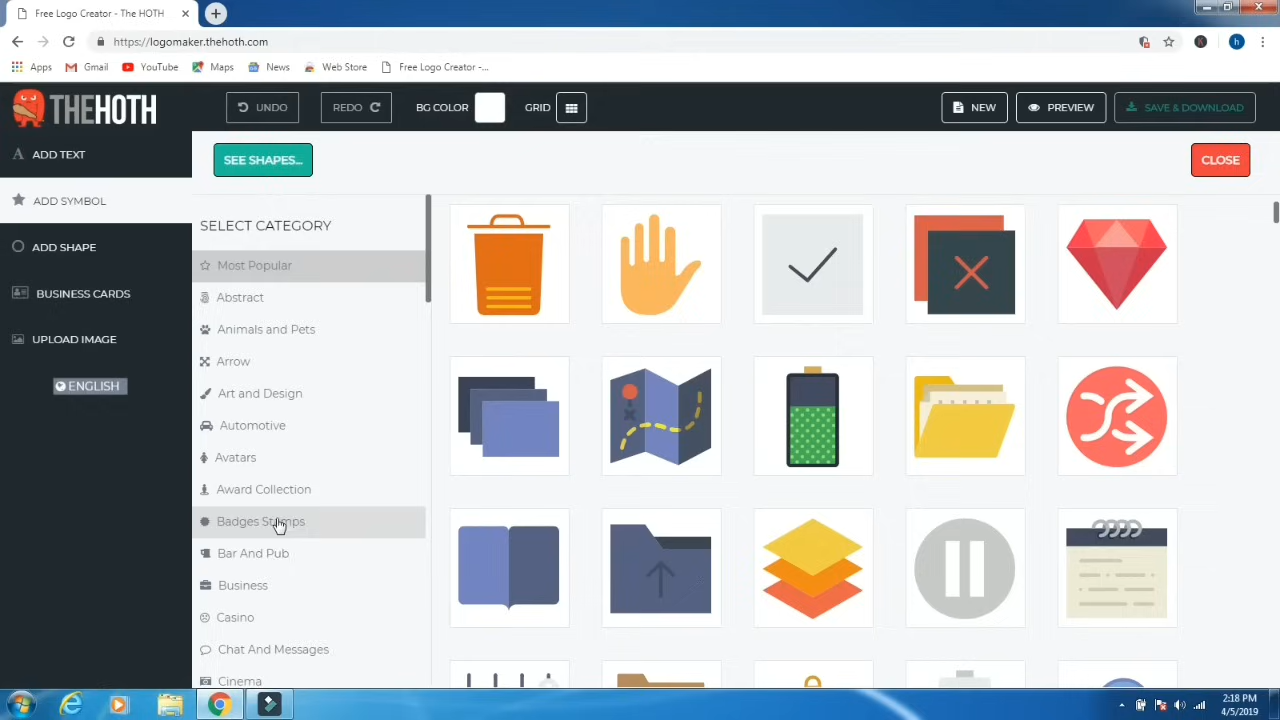 Free Logo Creator - The HOTH
https://logomaker.thehoth.com
Apps Gmail YouTube Maps News Web Store Free Logo Creator -...
THEHOTH
UNDO
REDO
BG COLOR
GRID
NEW
PREVIEW
SAVE & DOWNLOAD
ADD TEXT
ADD SYMBOL
ADD SHAPE
BUSINESS CARDS
UPLOAD IMAGE
ENGLISH
SEE SHAPES...
CLOSE
SELECT CATEGORY
Most Popular
Abstract
Animals and Pets
Arrow
Art and Design
Automotive
Avatars
Award Collection
Badges Stamps
Bar And Pub
Business
Casino
Chat And Messages
Cinema
2:18 PM
4/5/2019